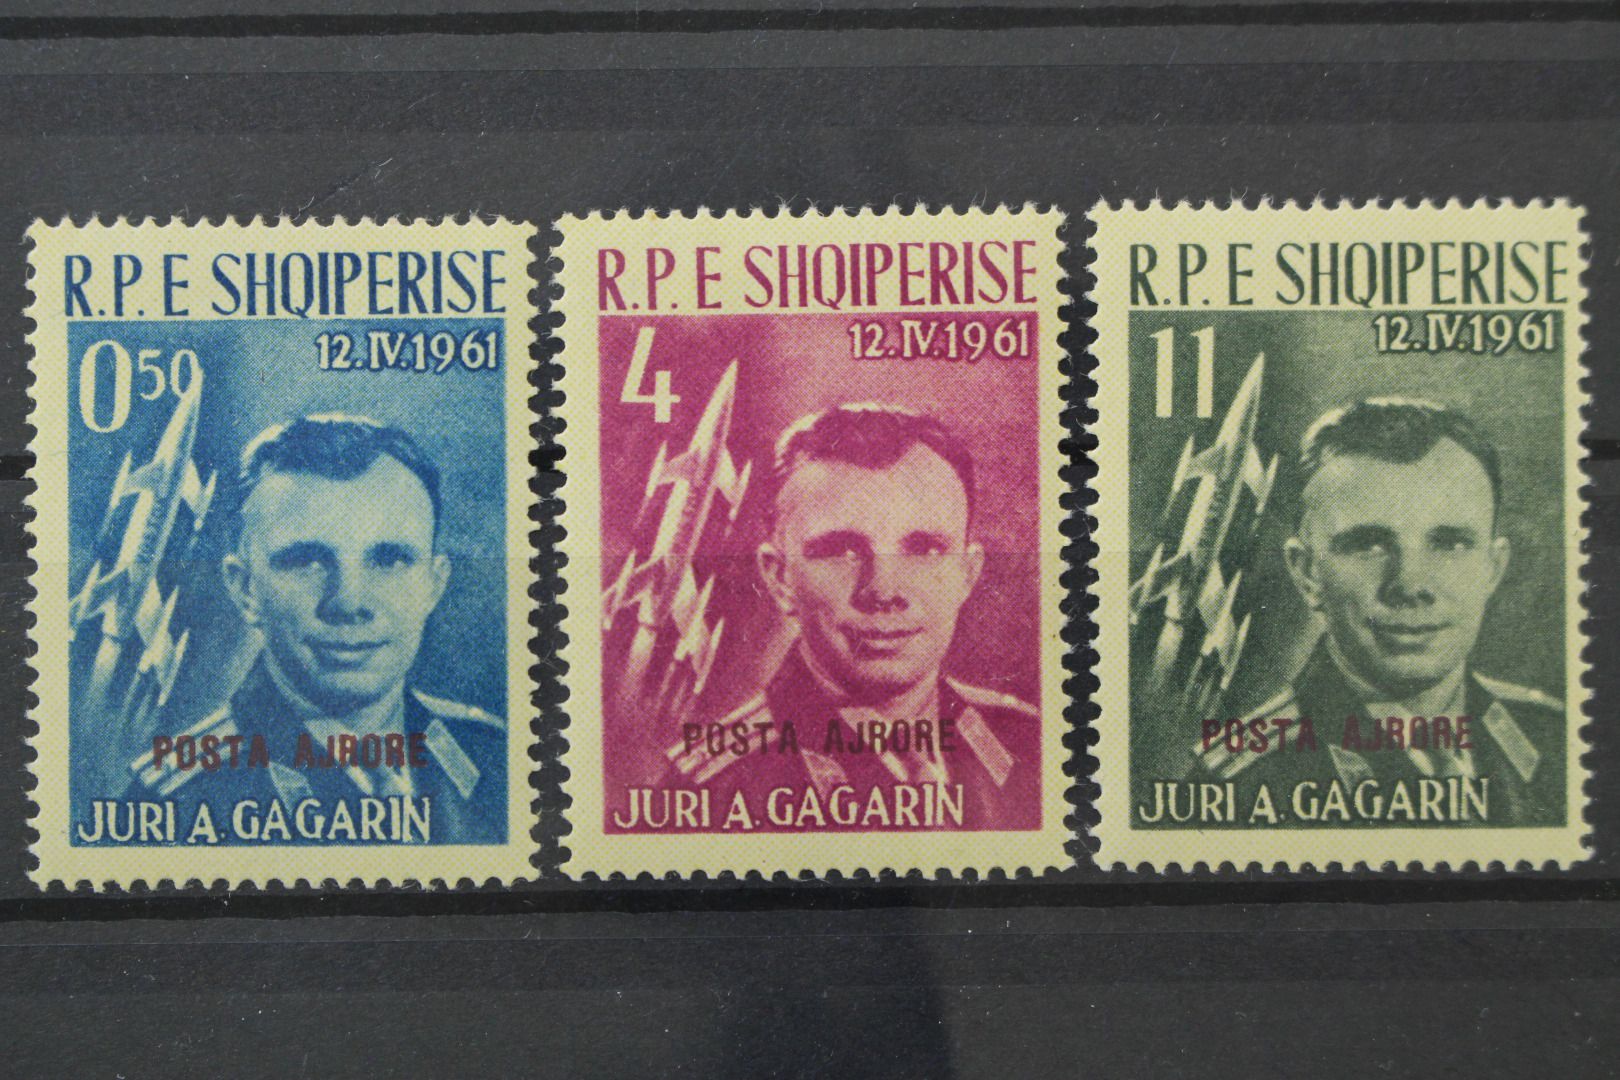 R.P. E SHQIPERISE
12.IV.1961
0 50
POSTA AJRORE
JURI A. GAGARIN
R.P. E SHQIPERISE
12.IV.1961
4
POSTA AJRORE
JURI A. GAGARIN
R.P. E SHQIPERISE
12.IV.1961
11
POSTA AJRORE
JURI A. GAGARIN